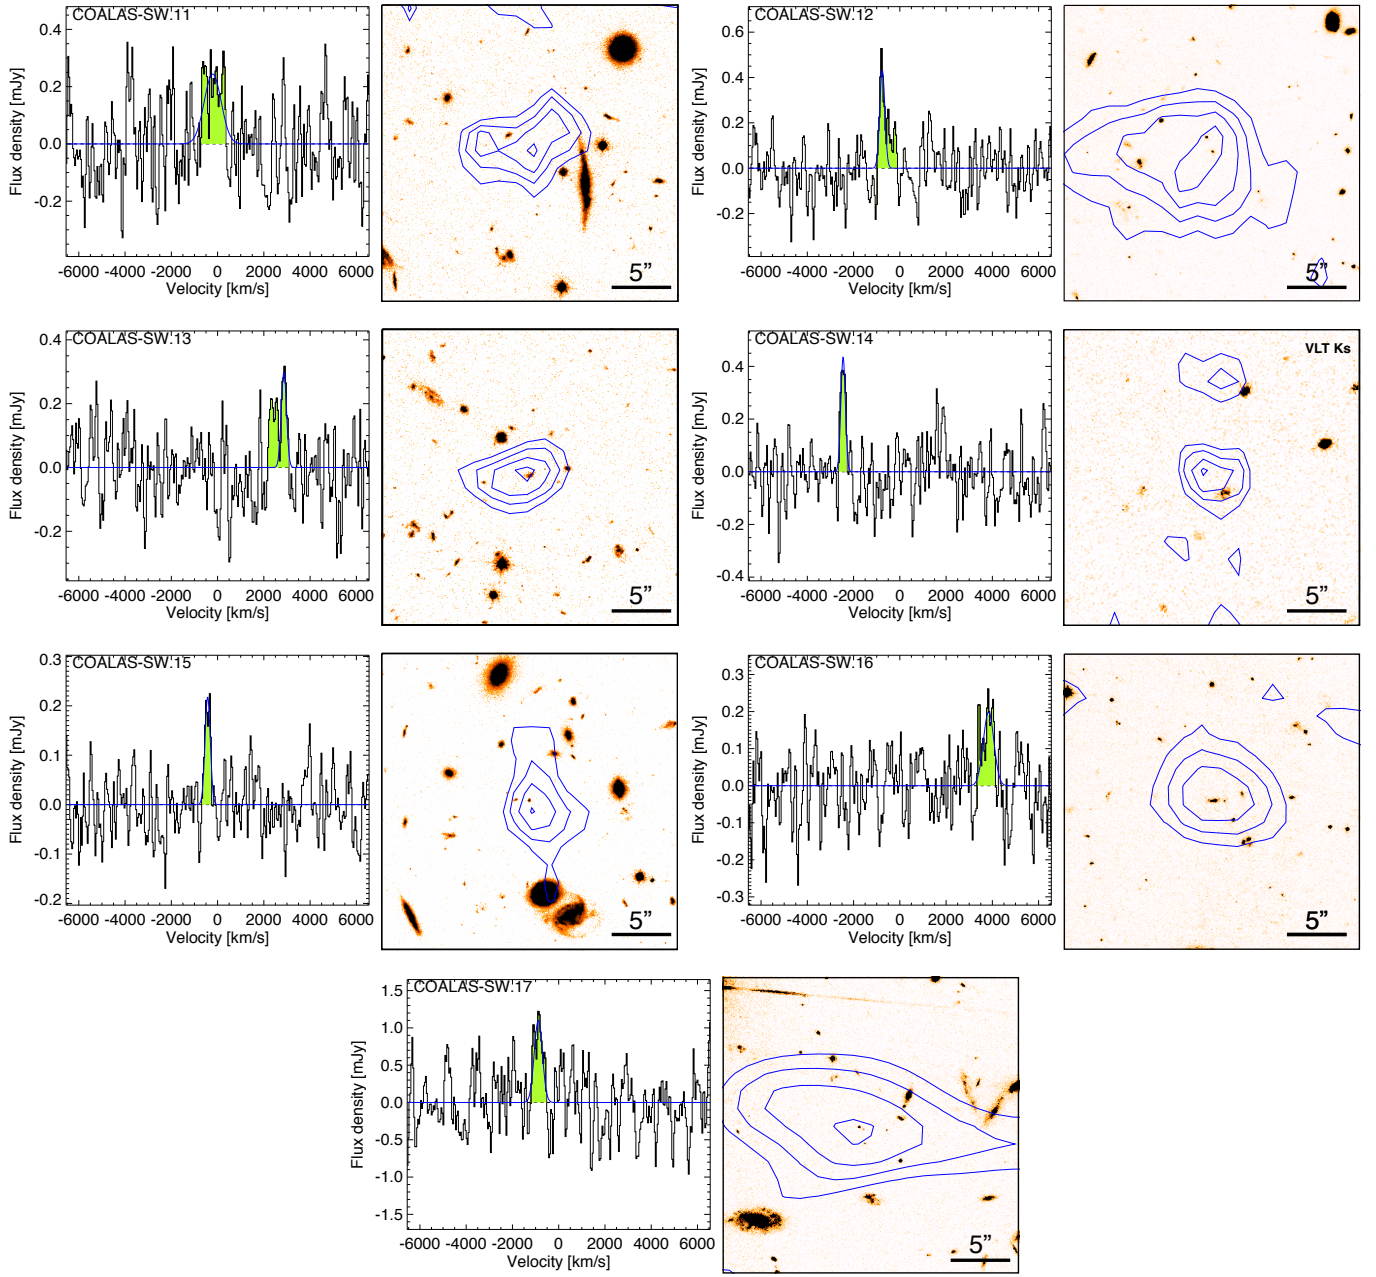 COALAS-SW.11
Flux density [mJy]
0.4
0.2
0.0
-0.2
-6000 -4000 -2000 0 2000 4000 6000
Velocity [km/s]
5”
COALAS-SW.12
Flux density [mJy]
0.6
0.4
0.2
0.0
-0.2
-6000 -4000 -2000 0 2000 4000 6000
Velocity [km/s]
5”
COALAS-SW.13
Flux density [mJy]
0.4
0.2
0.0
-0.2
-6000 -4000 -2000 0 2000 4000 6000
Velocity [km/s]
5”
COALAS-SW.14
Flux density [mJy]
0.4
0.2
0.0
-0.2
-0.4
-6000 -4000 -2000 0 2000 4000 6000
Velocity [km/s]
VLT Ks
5”
COALAS-SW.15
Flux density [mJy]
0.3
0.2
0.1
0.0
-0.1
-0.2
-6000 -4000 -2000 0 2000 4000 6000
Velocity [km/s]
5”
COALAS-SW.16
Flux density [mJy]
0.3
0.2
0.1
0.0
-0.1
-0.2
-0.3
-6000 -4000 -2000 0 2000 4000 6000
Velocity [km/s]
5”
COALAS-SW.17
Flux density [mJy]
1.5
1.0
0.5
0.0
-0.5
-1.0
-1.5
-6000 -4000 -2000 0 2000 4000 6000
Velocity [km/s]
5”